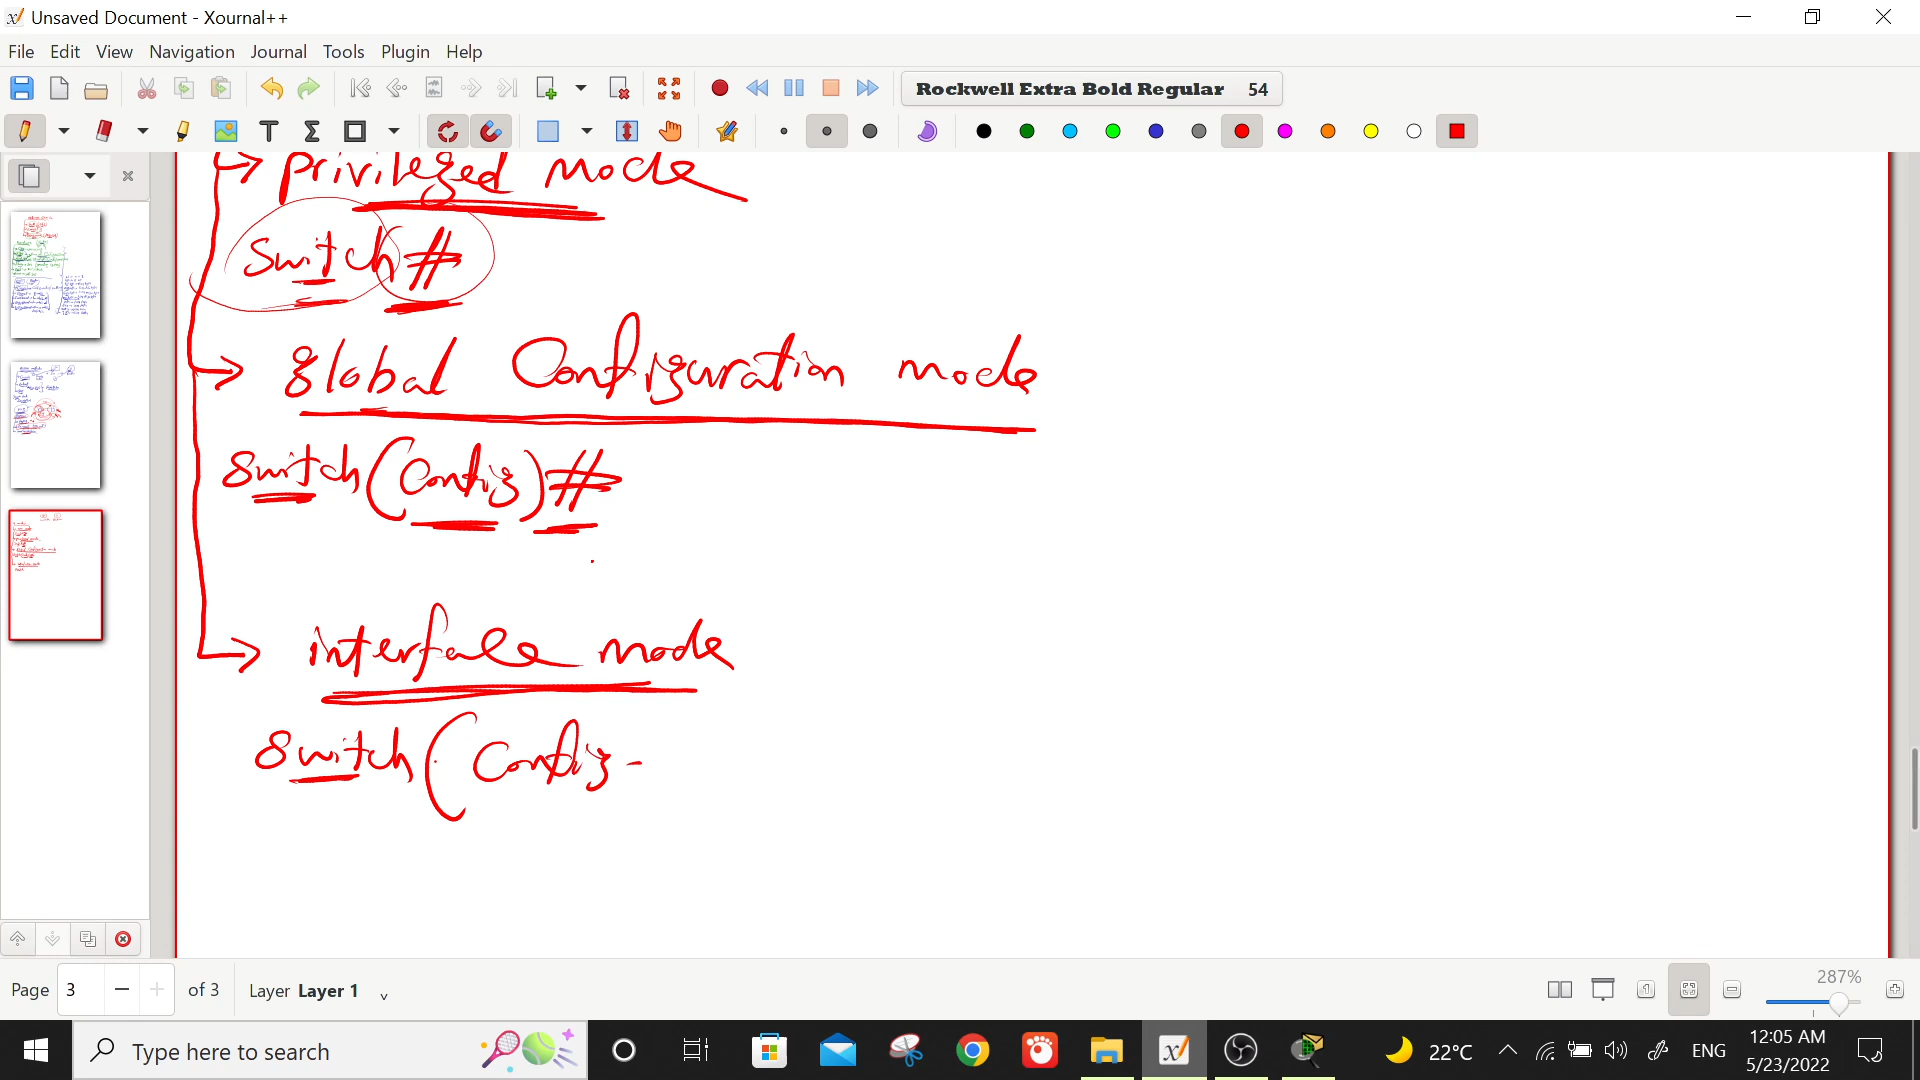 Unsaved Document - Xournal++
File Edit View Navigation Journal Tools Plugin Help
Rockwell Extra Bold Regular 54
privileged mode
Switch #
global Configuration mode
Switch (Config) #
interface mode
Switch ( Config -
Page 3 of 3 Layer Layer 1
287%
Type here to search
22°C
ENG
12:05 AM
5/23/2022